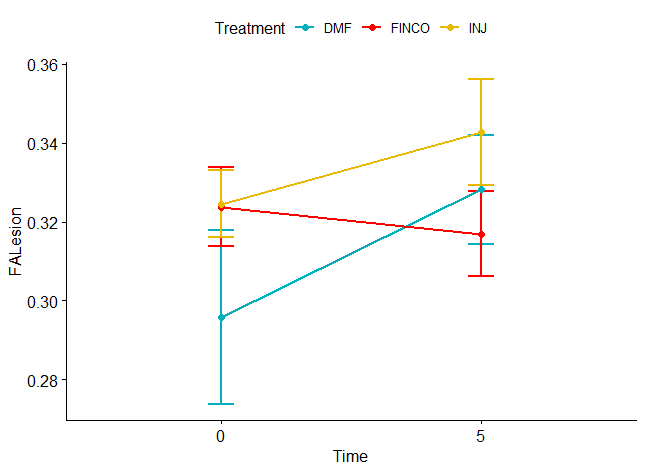 Treatment DMF FINCO INJ
0.36
0.34
0.32
0.30
0.28
FALesion
0 5
Time